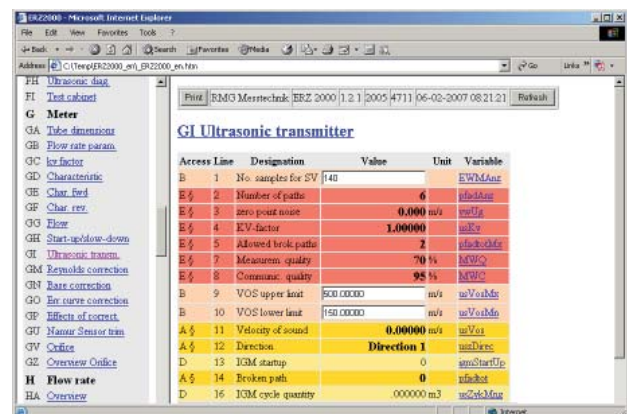 ERZ2000 - Microsoft Internet Explorer
File Edit View Favorites Tools ?
Back Search Favorites Media
Address C:\Temp\ERZ2000_en\_ERZ2000_en.htm Go Links
FH Ultrasonic diag.
FI Test cabinet
G Meter
GA Tube dimensions
GB Flow rate param.
GC kv factor
GD Characteristic
GE Char. fwd
GF Char. rev.
GG Flow
GH Start-up/slow-down
GI Ultrasonic transm.
GM Reynolds correction
GN Base correction
GO Err. curve correction
GP Effects of correct.
GU Namur Sensor trim
GV Orifice
GZ Overview Orifice
H Flow rate
HA Overview
Print RMG Messtechnik ERZ 2000 1.2.1 2005 4711 06-02-2007 08:21:21 Refresh
GI Ultrasonic transmitter
Access Line Designation Value Unit Variable
B 1 No. samples for SV 140 EWMAnz
E § 2 Number of paths 6 pfadAnz
E § 3 zero point noise 0.000 m/s
E § 4 KV-factor 1.00000 usKv
E § 5 Allowed brok.paths 2 pfadtotMx
E § 7 Measurem. quality 70 % MWQ
E § 8 Communic. quality 95 % MWC
B 9 VOS upper limit 500.00000 m/s usVosMx
B 10 VOS lower limit 150.00000 m/s usVosMn
A § 11 Velocity of sound 0.00000 m/s usVos
A § 12 Direction Direction 1 uszDirec
D 13 IGM startup 0 igmStartUp
A § 14 Broken path 0 pfadtot
D 16 IGM cycle quantity .000000 m3 usZykMng
Internet